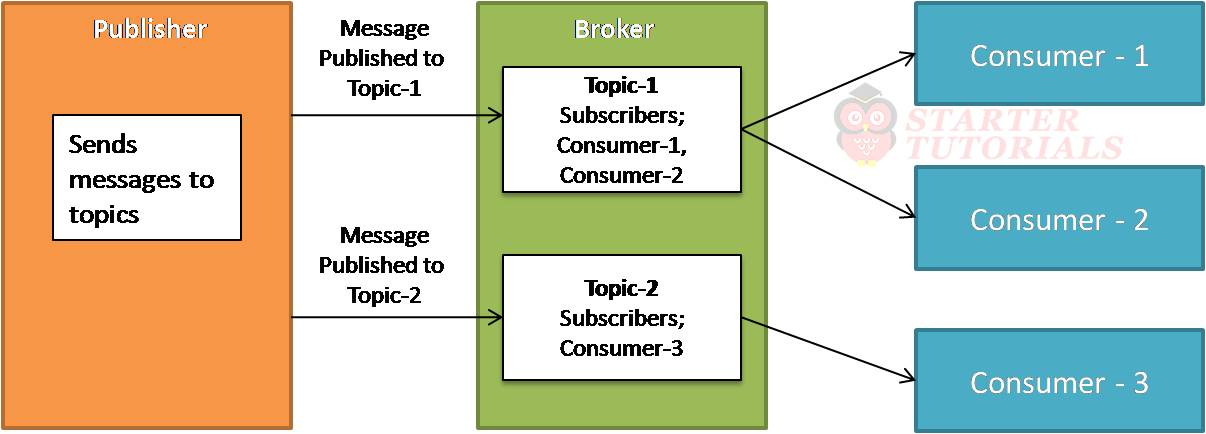 Publisher
Sends
messages to
topics
Message
Published to
Topic-1
Message
Published to
Topic-2
Broker
Topic-1
Subscribers;
Consumer-1,
Consumer-2
Topic-2
Subscribers;
Consumer-3
Consumer - 1
STARTER
TUTORIALS
Consumer - 2
Consumer - 3